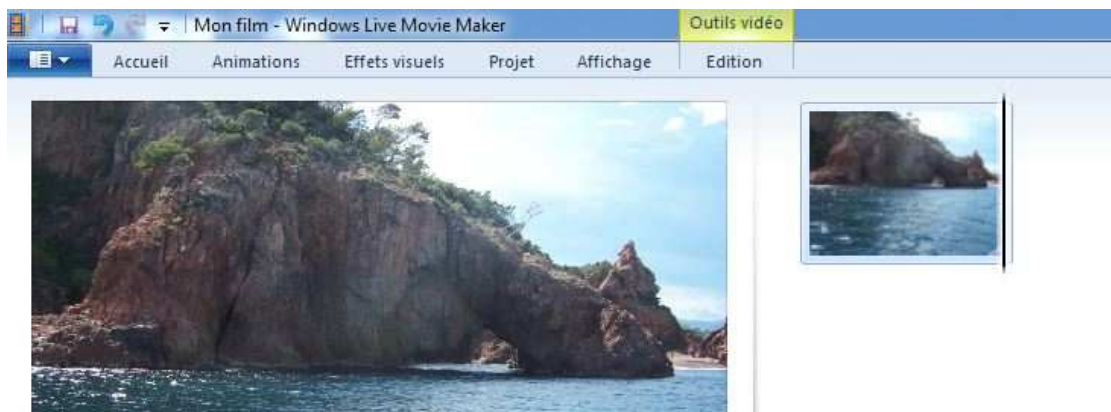 Mon film - Windows Live Movie Maker Outils vidéo
Accueil Animations Effets visuels Projet Affichage Edition